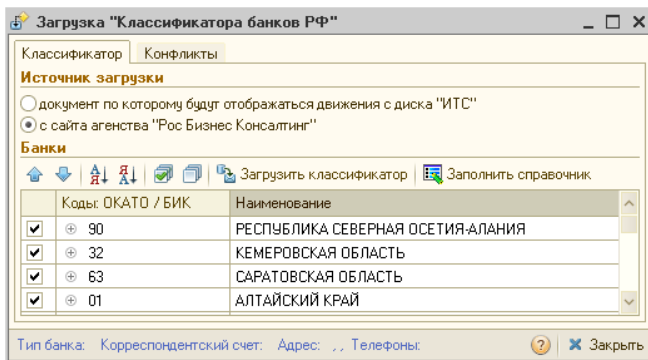 Загрузка "Классификатора банков РФ"
Классификатор Конфликты
Источник загрузки
документ по которому будут отображаться движения с диска "ИТС"
с сайта агенства "Рос Бизнес Консалтинг"
Банки
Загрузить классификатор Заполнить справочник
Коды: ОКАТО / БИК Наименование
90 РЕСПУБЛИКА СЕВЕРНАЯ ОСЕТИЯ-АЛАНИЯ
32 КЕМЕРОВСКАЯ ОБЛАСТЬ
63 САРАТОВСКАЯ ОБЛАСТЬ
01 АЛТАЙСКИЙ КРАЙ
Тип банка: Корреспондентский счет: Адрес: , , Телефоны: ? Закрыть